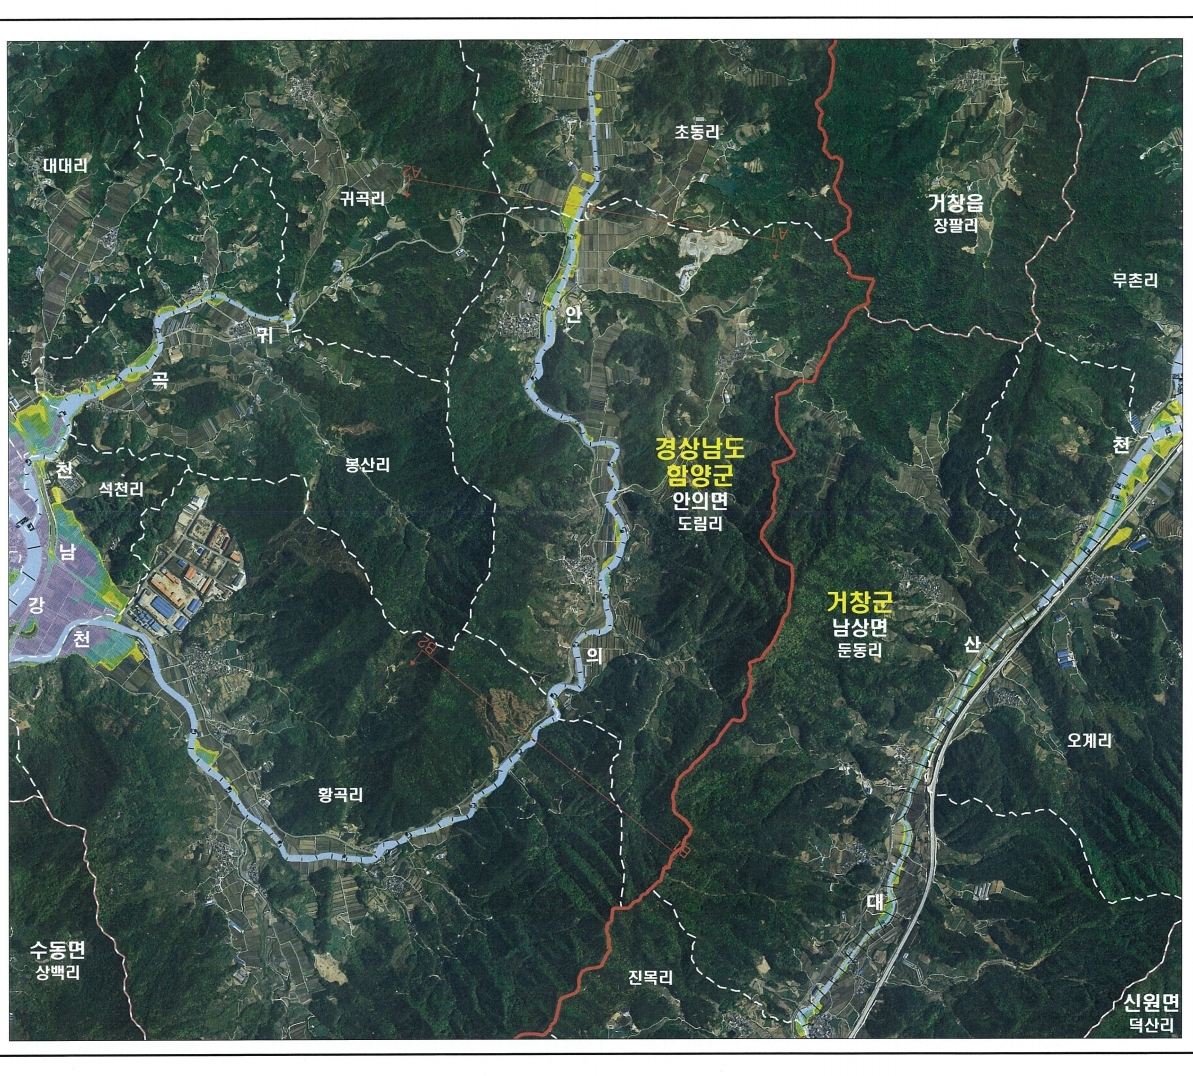 초동리
대대리
귀곡리
A2
거창읍
장팔리
A1
무촌리
안
귀
곡
천
경상남도
함양군
안의면
도림리
봉산리
천
석천리
남
강
천
거창군
남상면
둔동리
산
B2
의
오계리
황곡리
대
수동면
상백리
진목리
신원면
덕산리